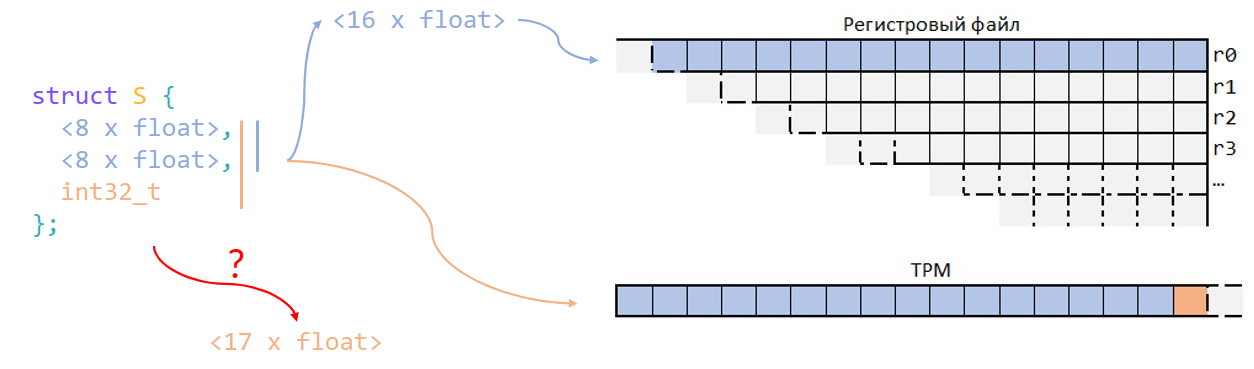 <16 x float>
Регистровый файл
r0
r1
r2
r3
...
struct S {
<8 x float>,
<8 x float>,
int32_t
};
?
<17 x float>
TPM